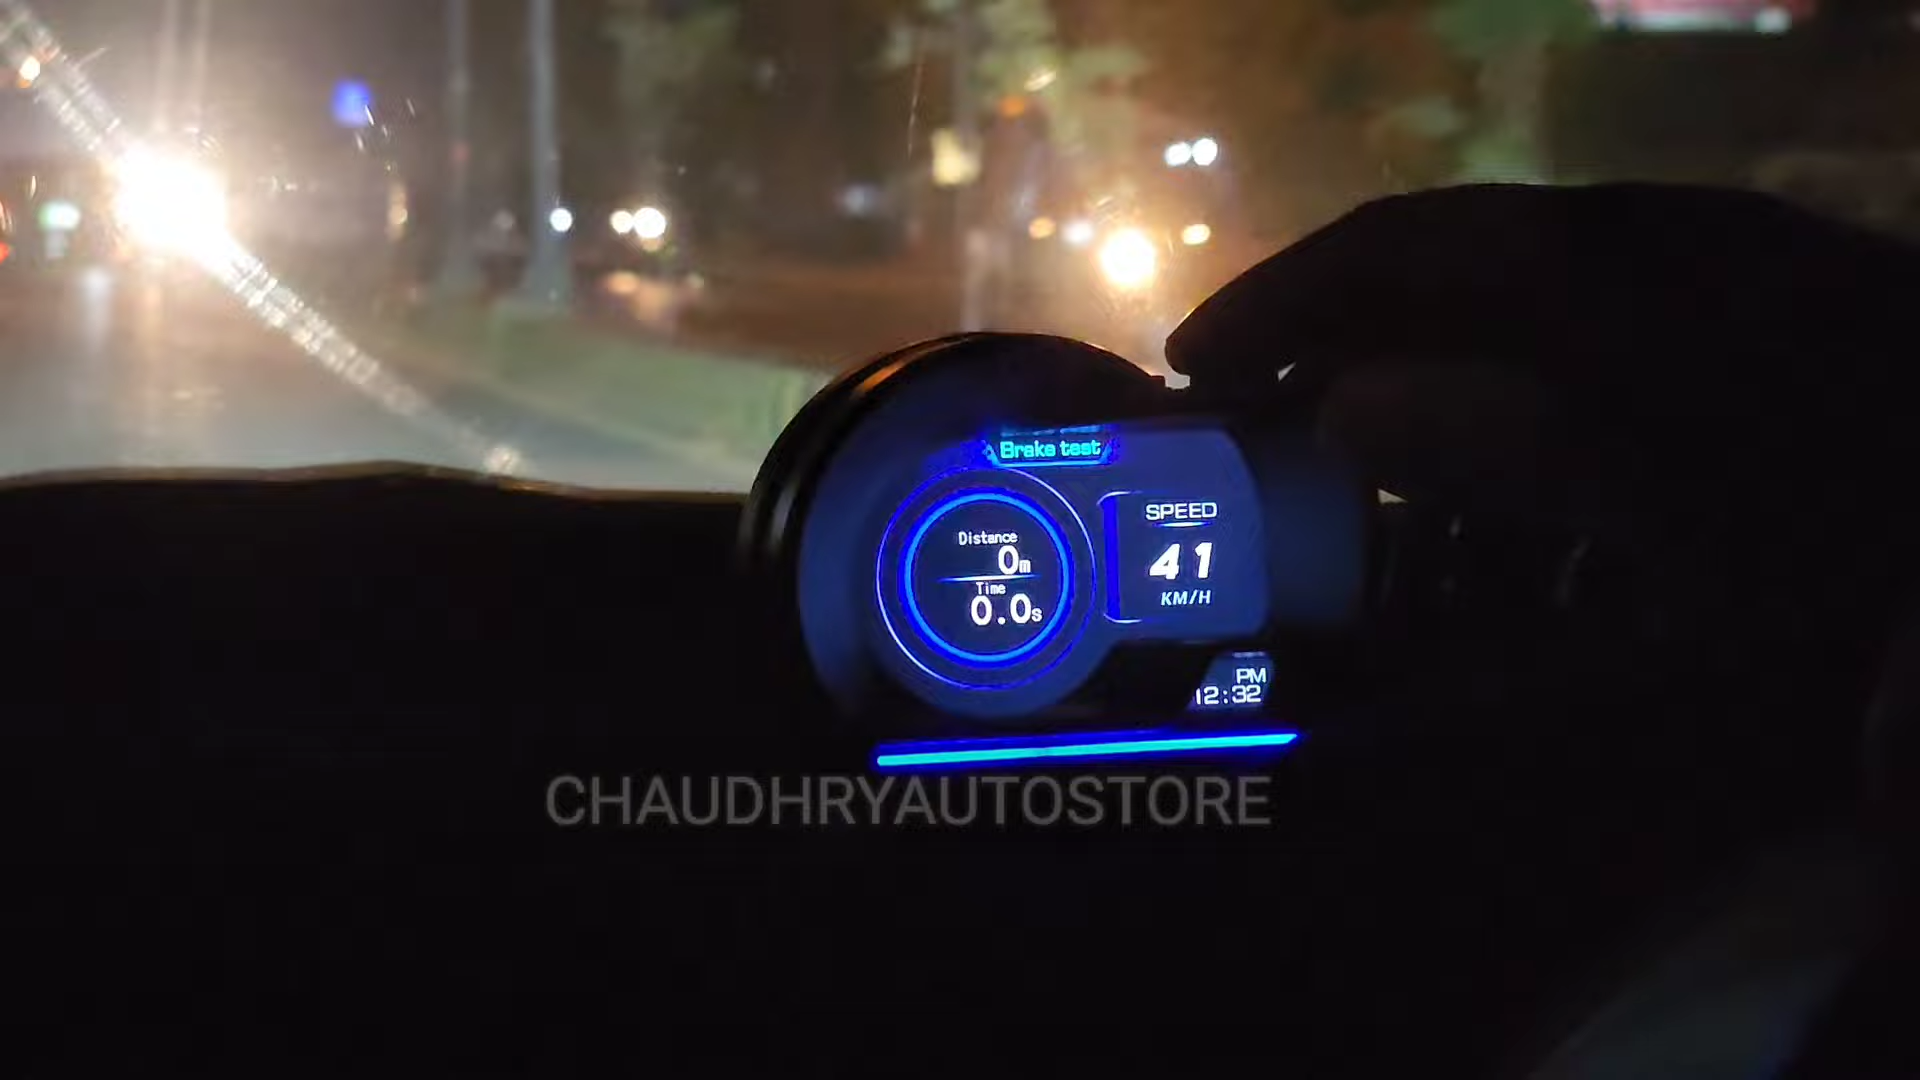 Brake test
Distance
0m
Time
0.0s
SPEED
41
KM/H
PM
12:32
CHAUDHRYAUTOSTORE